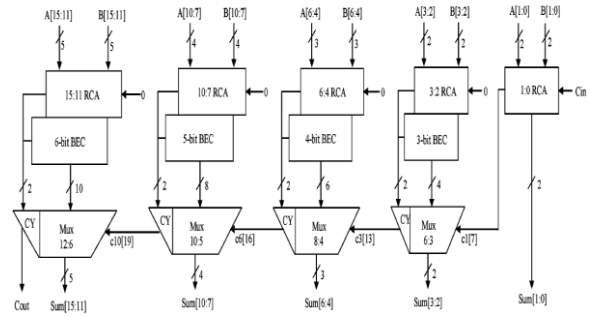 A[15:11] B[15:11] A[10:7] B[10:7] A[6:4] B[6:4] A[3:2] B[3:2] A[1:0] B[1:0]
5 5 4 4 3 3 2 2 2 2
15:11 RCA 0 10:7 RCA 0 6:4 RCA 0 3:2 RCA 0 1:0 RCA Cin
6-bit BEC 5-bit BEC 4-bit BEC 3-bit BEC
2 10 2 8 2 6 2 4 2
CY Mux 12:6 c10[19] CY Mux 10:5 c6[16] CY Mux 8:4 c3[13] CY Mux 6:3 c1[7]
5 4 3 2
Cout Sum[15:11] Sum[10:7] Sum[6:4] Sum[3:2] Sum[1:0]